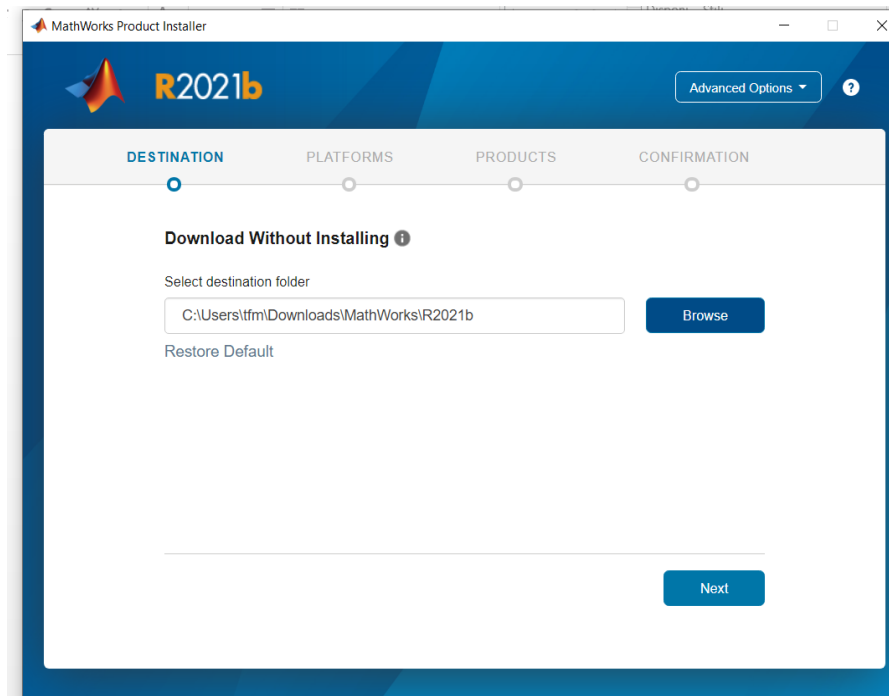 MathWorks Product Installer
R2021b
Advanced Options
?
DESTINATION PLATFORMS PRODUCTS CONFIRMATION
Download Without Installing
Select destination folder
C:\Users\tfm\Downloads\MathWorks\R2021b
Browse
Restore Default
Next